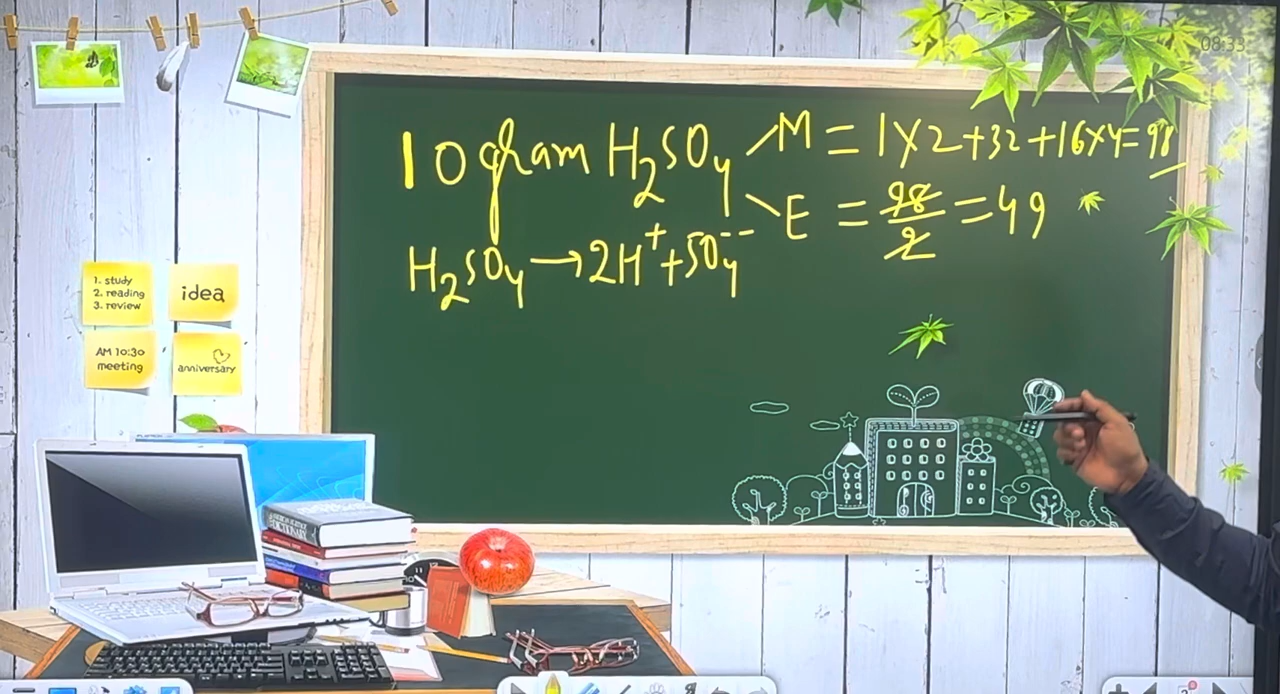 08:33
10 gram H₂SO₄ M = 1×2+32+16×4=98
E = 98/2 = 49
H₂SO₄ → 2H⁺ + SO₄⁻⁻
1. study
2. reading
3. review
idea
AM 10:30
meeting
anniversary